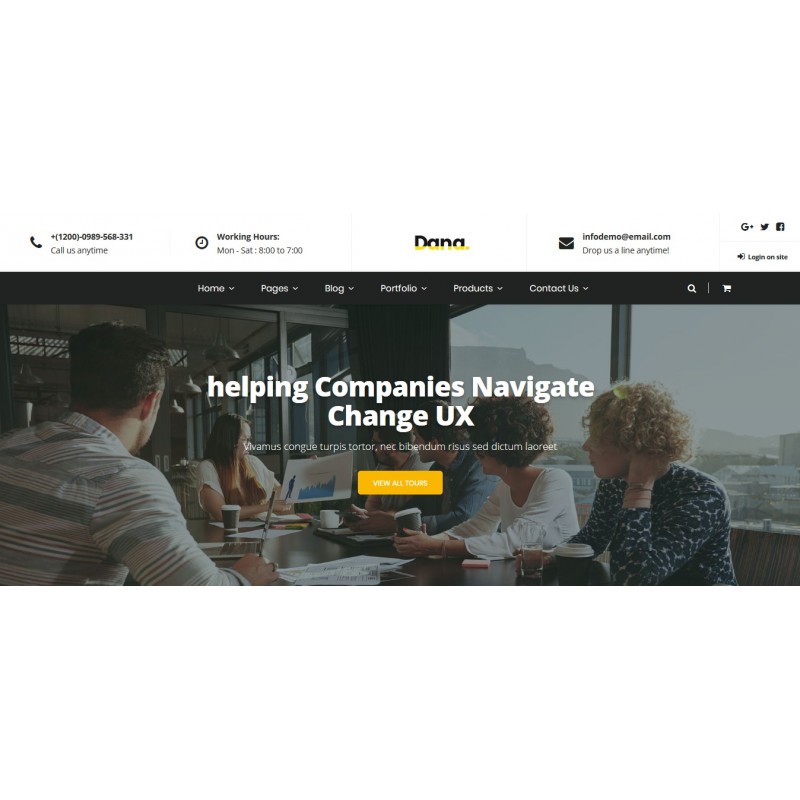 +(1200)-0989-568-331
Call us anytime
Working Hours:
Mon - Sat : 8:00 to 7:00
Dana.
infodemo@email.com
Drop us a line anytime!
G+
Login on site
Home Pages Blog Portfolio Products Contact Us
helping Companies Navigate
Change UX
Vivamus congue turpis tortor, nec bibendum risus sed dictum laoreet
VIEW ALL TOURS